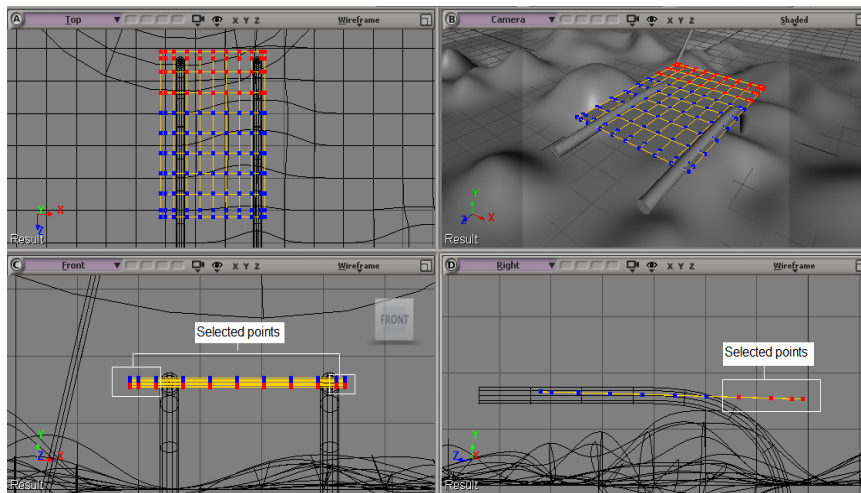 A Top X Y Z Wireframe
Y X Z
Result
B Camera X Y Z Shaded
Y Z X
Result
C Front X Y Z Wireframe
FRONT
Selected points
Y Z X
Result
D Right X Y Z Wireframe
Selected points
Y Z X
Result